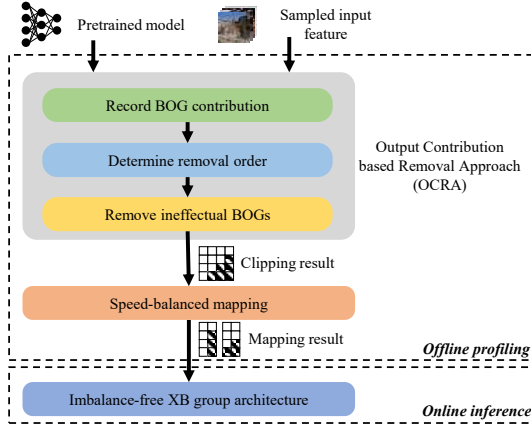 Pretrained model
Sampled input
feature
Record BOG contribution
Determine removal order
Remove ineffectual BOGs
Output Contribution
based Removal Approach
(OCRA)
Clipping result
Speed-balanced mapping
Mapping result
Offline profiling
Imbalance-free XB group architecture
Online inference